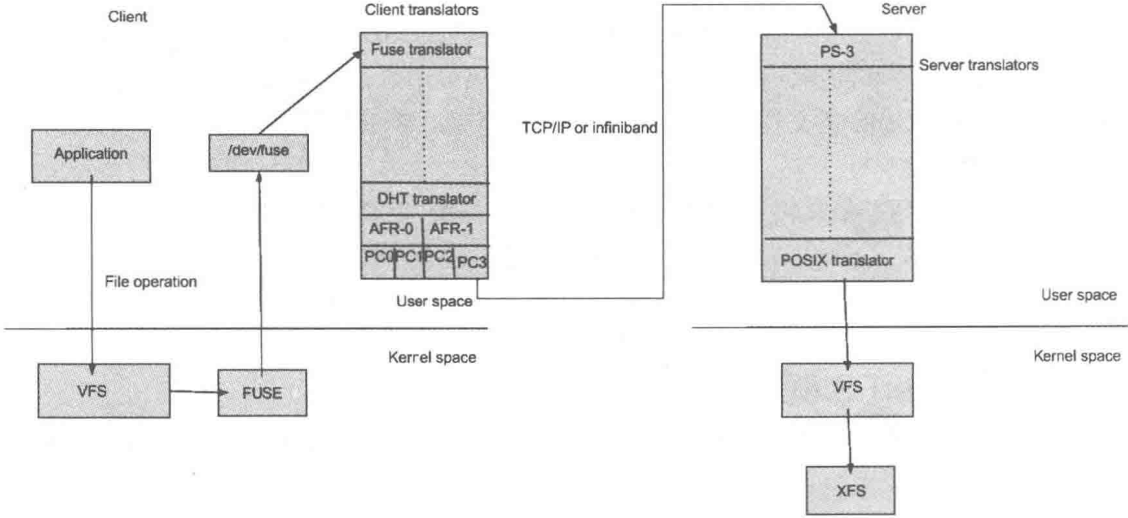 Client
Client translators
Server
Fuse translator
PS-3
Server translators
TCP/IP or infiniband
Application
/dev/fuse
DHT translator
AFR-0
AFR-1
PC0
PC1
PC2
PC3
POSIX translator
File operation
User space
User space
Kernel space
Kernel space
VFS
FUSE
VFS
XFS